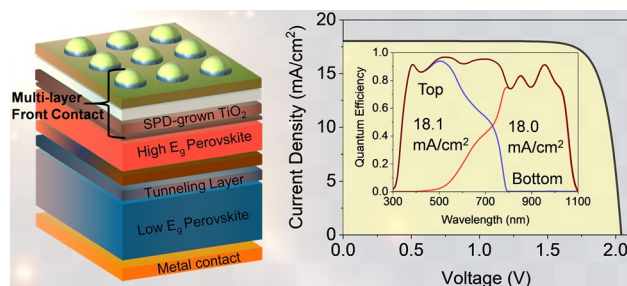 Multi-layer
Front Contact
SPD-grown TiO2
High Eg Perovskite
Tunneling Layer
Low Eg Perovskite
Metal contact
Current Density (mA/cm²)
20
15
10
5
0
0.0
0.5
1.0
1.5
2.0
Voltage (V)
Quantum Efficiency
1.0
0.8
0.6
0.4
0.2
0.0
300
500
700
900
1100
Wavelength (nm)
Top
18.1
mA/cm²
18.0
mA/cm²
Bottom